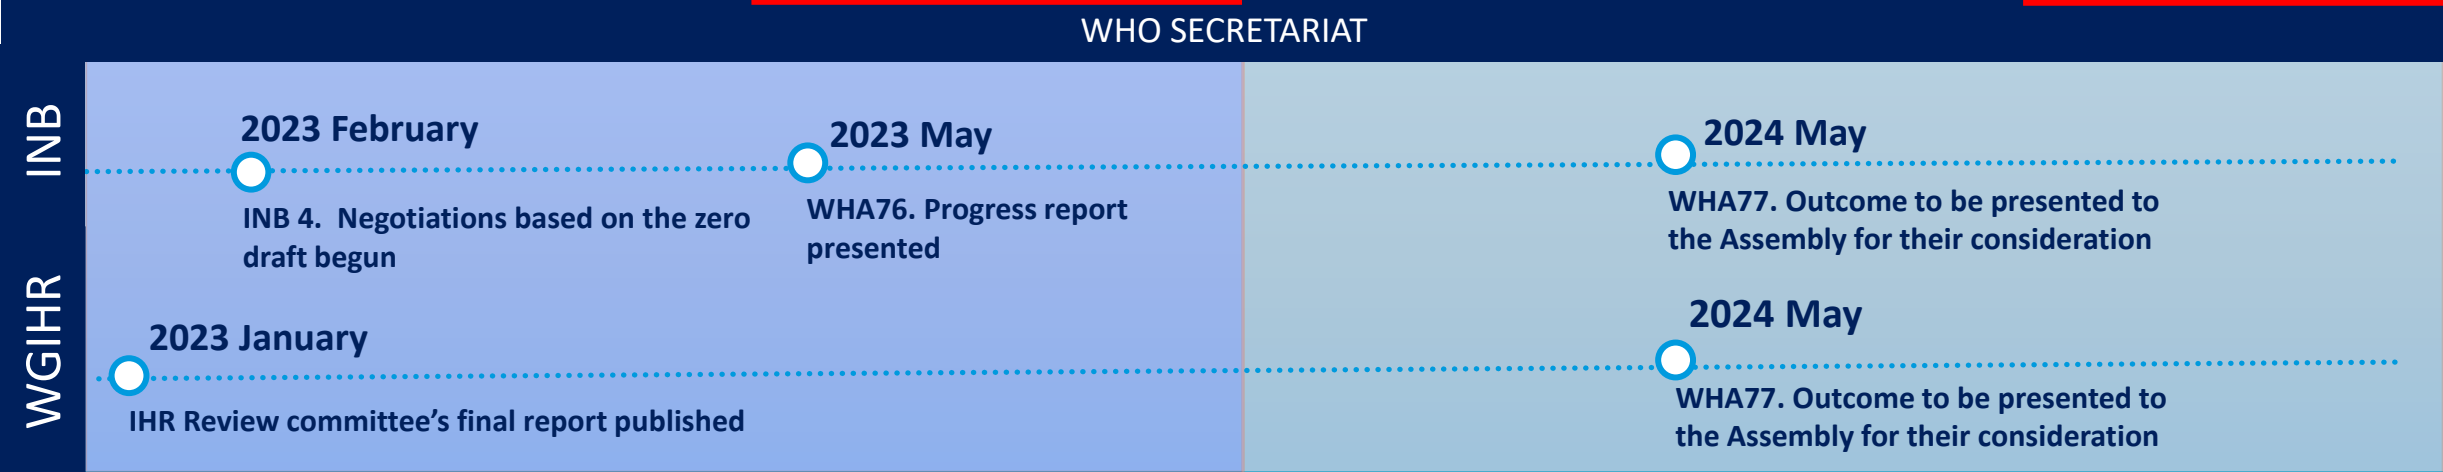 WHO SECRETARIAT
INB
2023 February
INB 4.  Negotiations based on the zero
draft begun
2023 May
WHA76. Progress report
presented
2024 May
WHA77. Outcome to be presented to
the Assembly for their consideration
WGIHR
2023 January
IHR Review committee’s final report published
2024 May
WHA77. Outcome to be presented to
the Assembly for their consideration